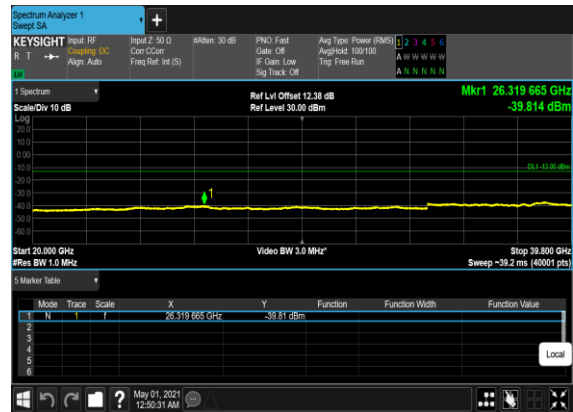 Spectrum Analyzer 1
Swept SA
KEYSIGHT Input: RF Input Z: 50 Ω #Atten: 30 dB PNO: Fast Avg Type: Power (RMS) 1 2 3 4 5 6
R T Coupling: DC Corr CCorr Gate: Off Avg|Hold: 100/100 A W W W W W
Align: Auto Freq Ref: Int (S) IF Gain: Low Trig: Free Run
LXI Sig Track: Off A N N N N N
1 Spectrum Ref Lvl Offset 12.38 dB Mkr1 26.319 665 GHz
Scale/Div 10 dB Ref Level 30.00 dBm -39.814 dBm
Log
20.0
10.0
0.00
-10.0 DL1 -13.00 dBm
-20.0
-30.0
1
-40.0
-50.0
-60.0
Start 20.000 GHz Video BW 3.0 MHz* Stop 39.800 GHz
#Res BW 1.0 MHz Sweep ~39.2 ms (40001 pts)
5 Marker Table
Mode Trace Scale X Y Function Function Width Function Value
1 N 1 f 26.319 665 GHz -39.81 dBm
2
3
4
5
6
Local
? May 01, 2021
12:50:31 AM